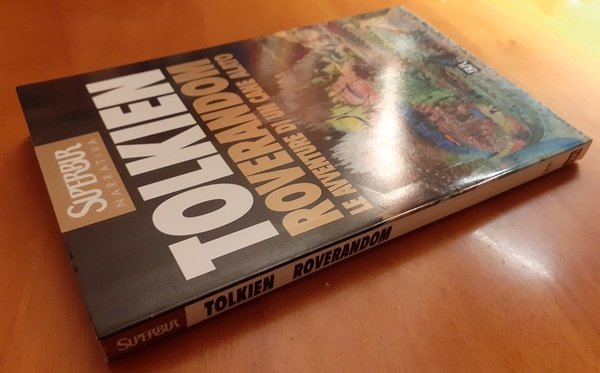 SUPERBUR
NARRATIVA
TOLKIEN
ROVERANDOM
LE AVVENTURE DI UN CANE ALATO
SUPERBUR
TOLKIEN ROVERANDOM